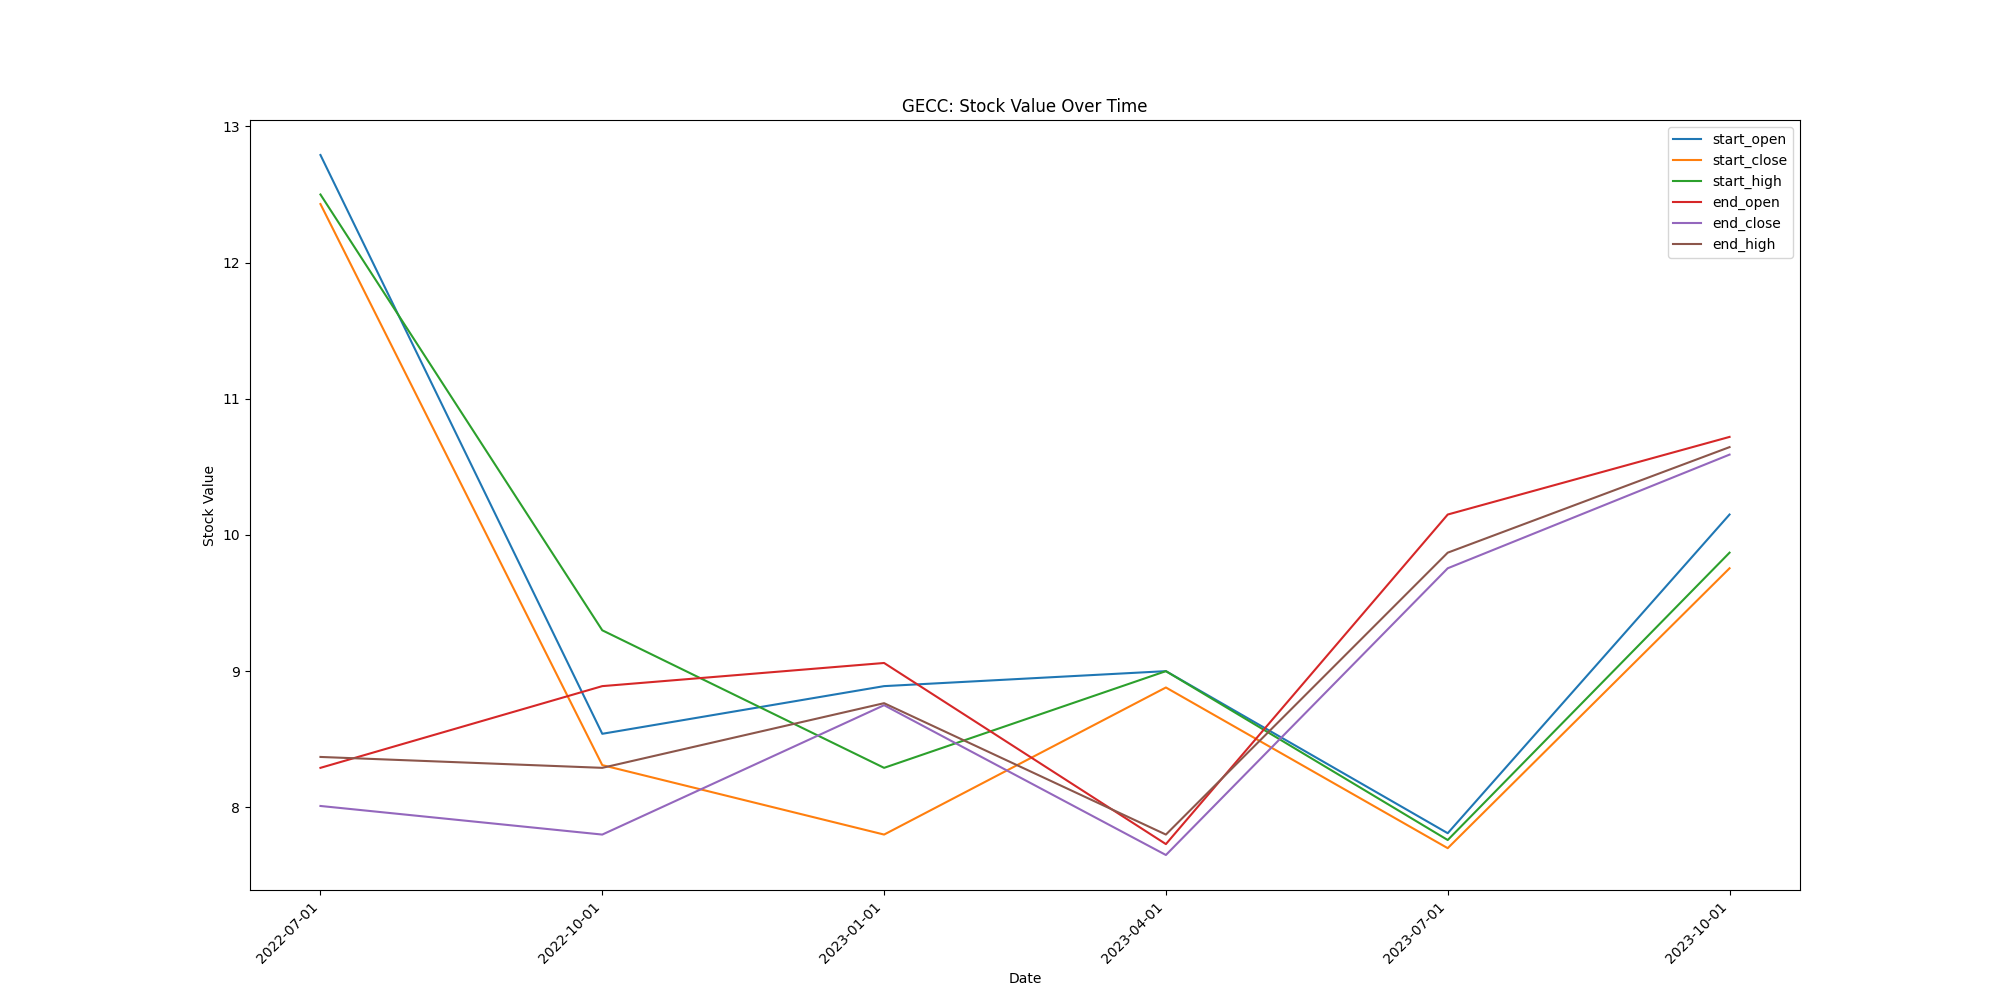 GECC: Stock Value Over Time
start_open
start_close
start_high
end_open
end_close
end_high
Stock Value
13
12
11
10
9
8
2022-07-01
2022-10-01
2023-01-01
2023-04-01
2023-07-01
2023-10-01
Date